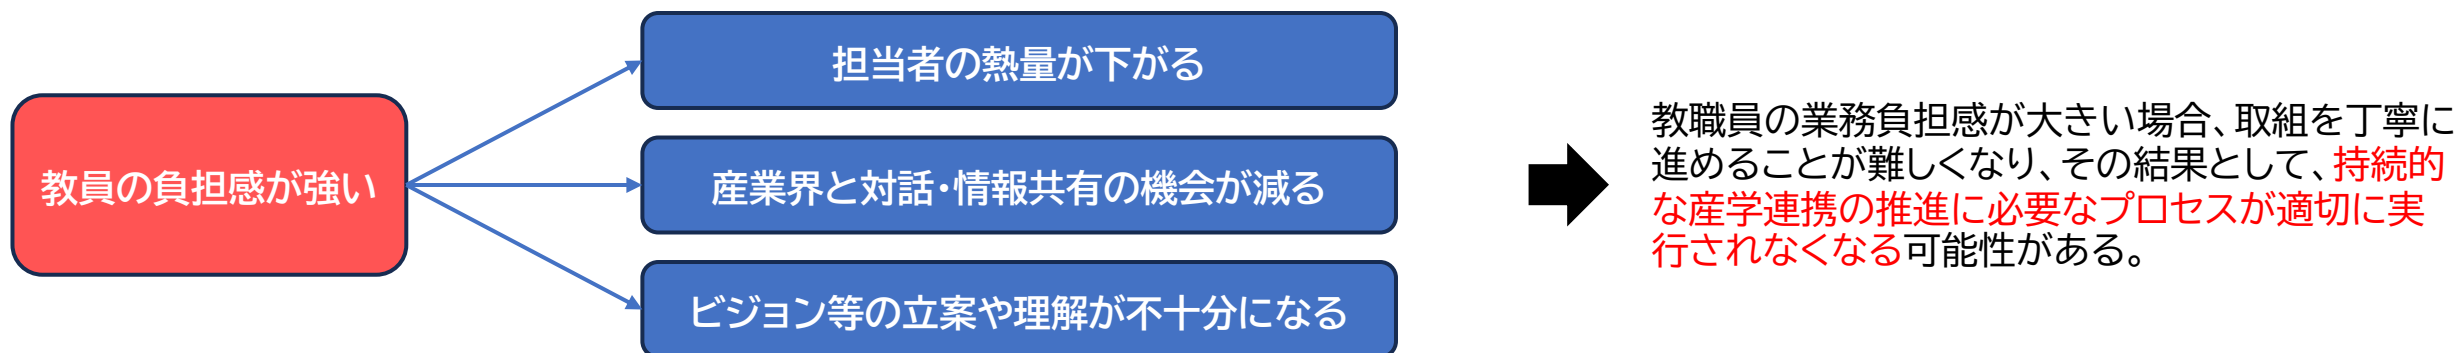 教員の負担感が強い
担当者の熱量が下がる
産業界と対話・情報共有の機会が減る
ビジョン等の立案や理解が不十分になる
教職員の業務負担感が大きい場合、取組を丁寧に
進めることが難しくなり、その結果として、持続的
な産学連携の推進に必要なプロセスが適切に実
行されなくなる可能性がある。